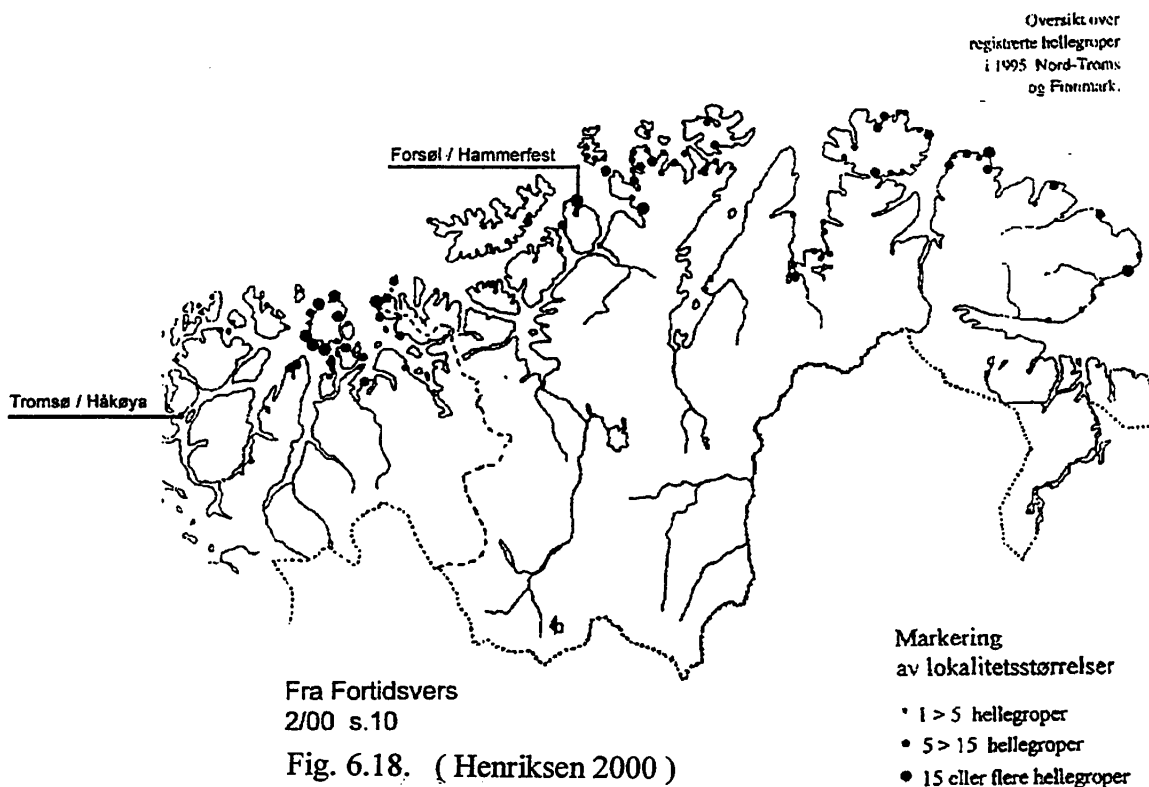 Oversikt over
registrerte hellegroper
i 1995 Nord-Troms
og Finnmark.
Forsøl / Hammerfest
Tromsø / Håkøya
Fra Fortidsvers
2/00 s.10
Fig. 6.18. ( Henriksen 2000 )
Markering
av lokalitetsstørrelser
1 > 5 hellegroper
5 > 15 hellegroper
15 eller flere hellegroper